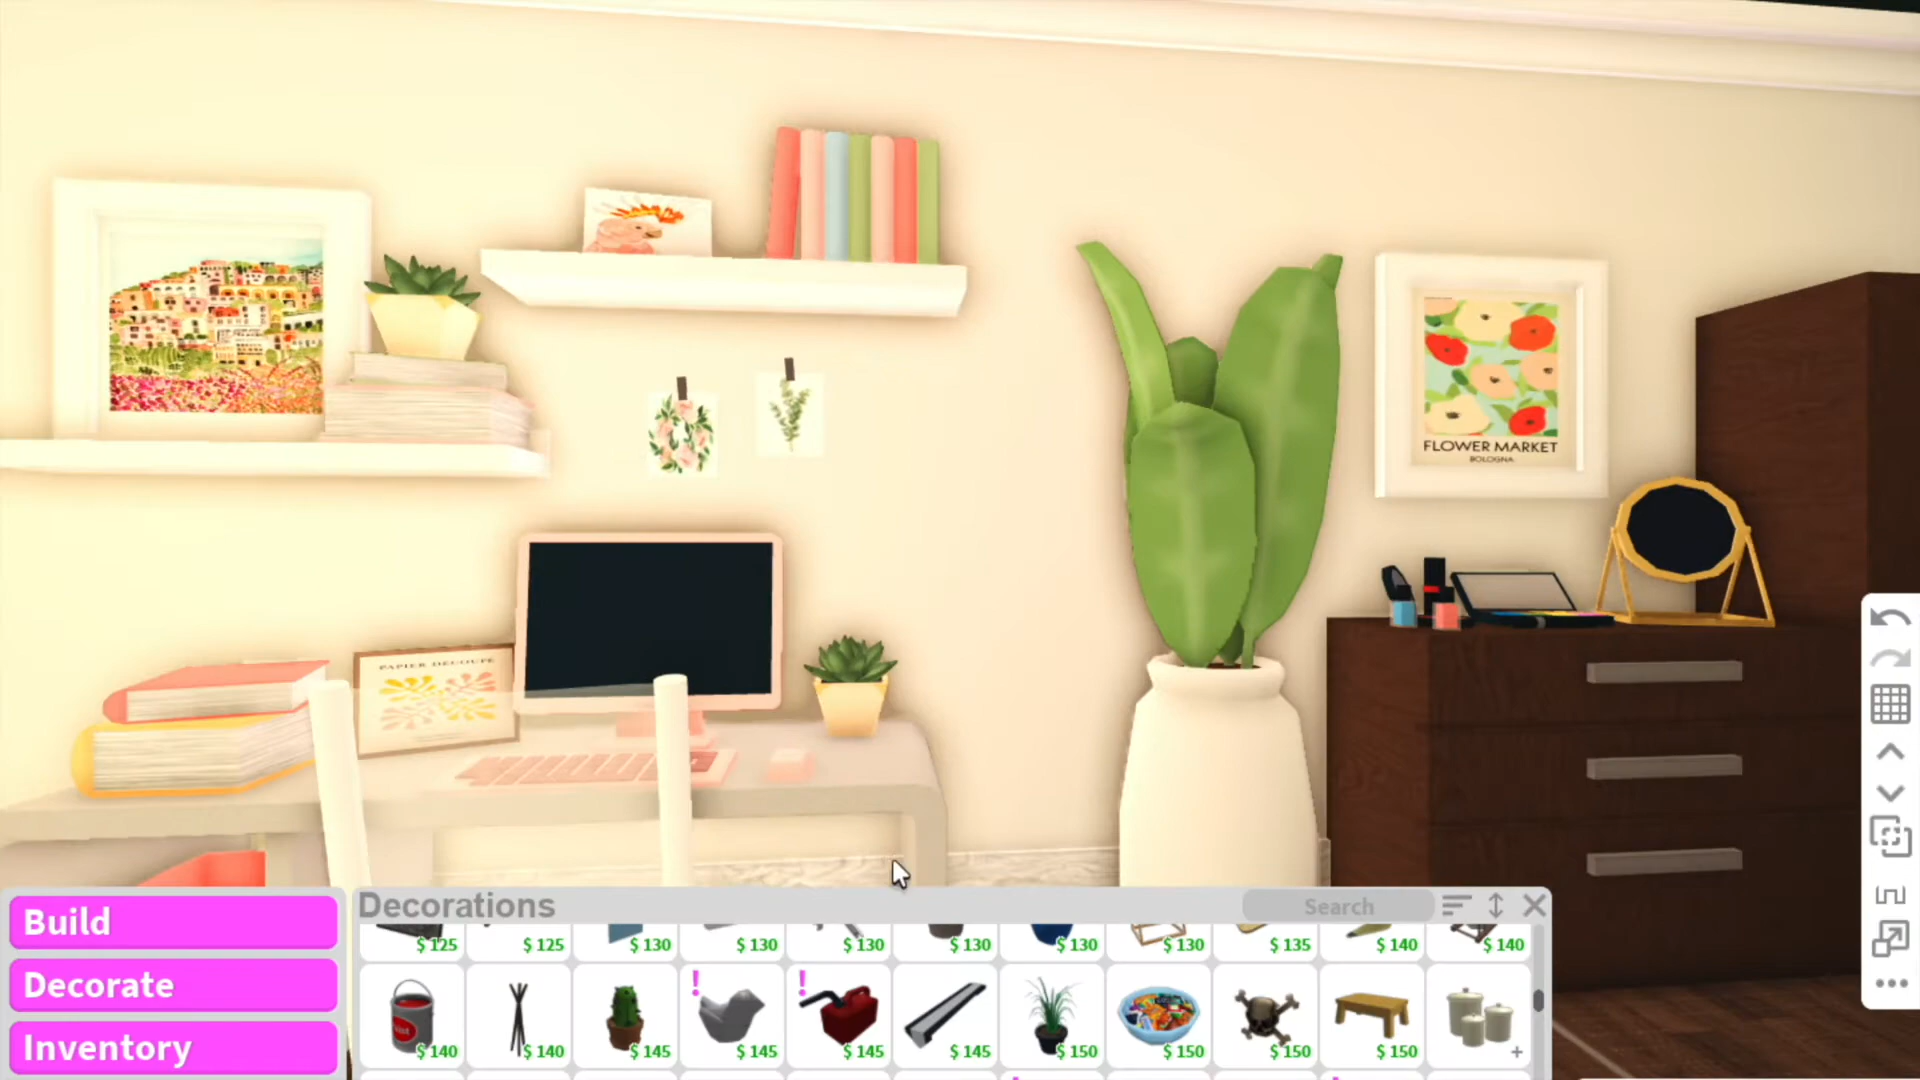 FLOWER MARKET
BOLOGNA
PAPIER DECOUPE
Build
Decorate
Inventory
Decorations
Search
$125 $125 $130 $130 $130 $130 $130 $130 $135 $140 $140
$140 $140 $145 $145 $145 $145 $150 $150 $150 $150